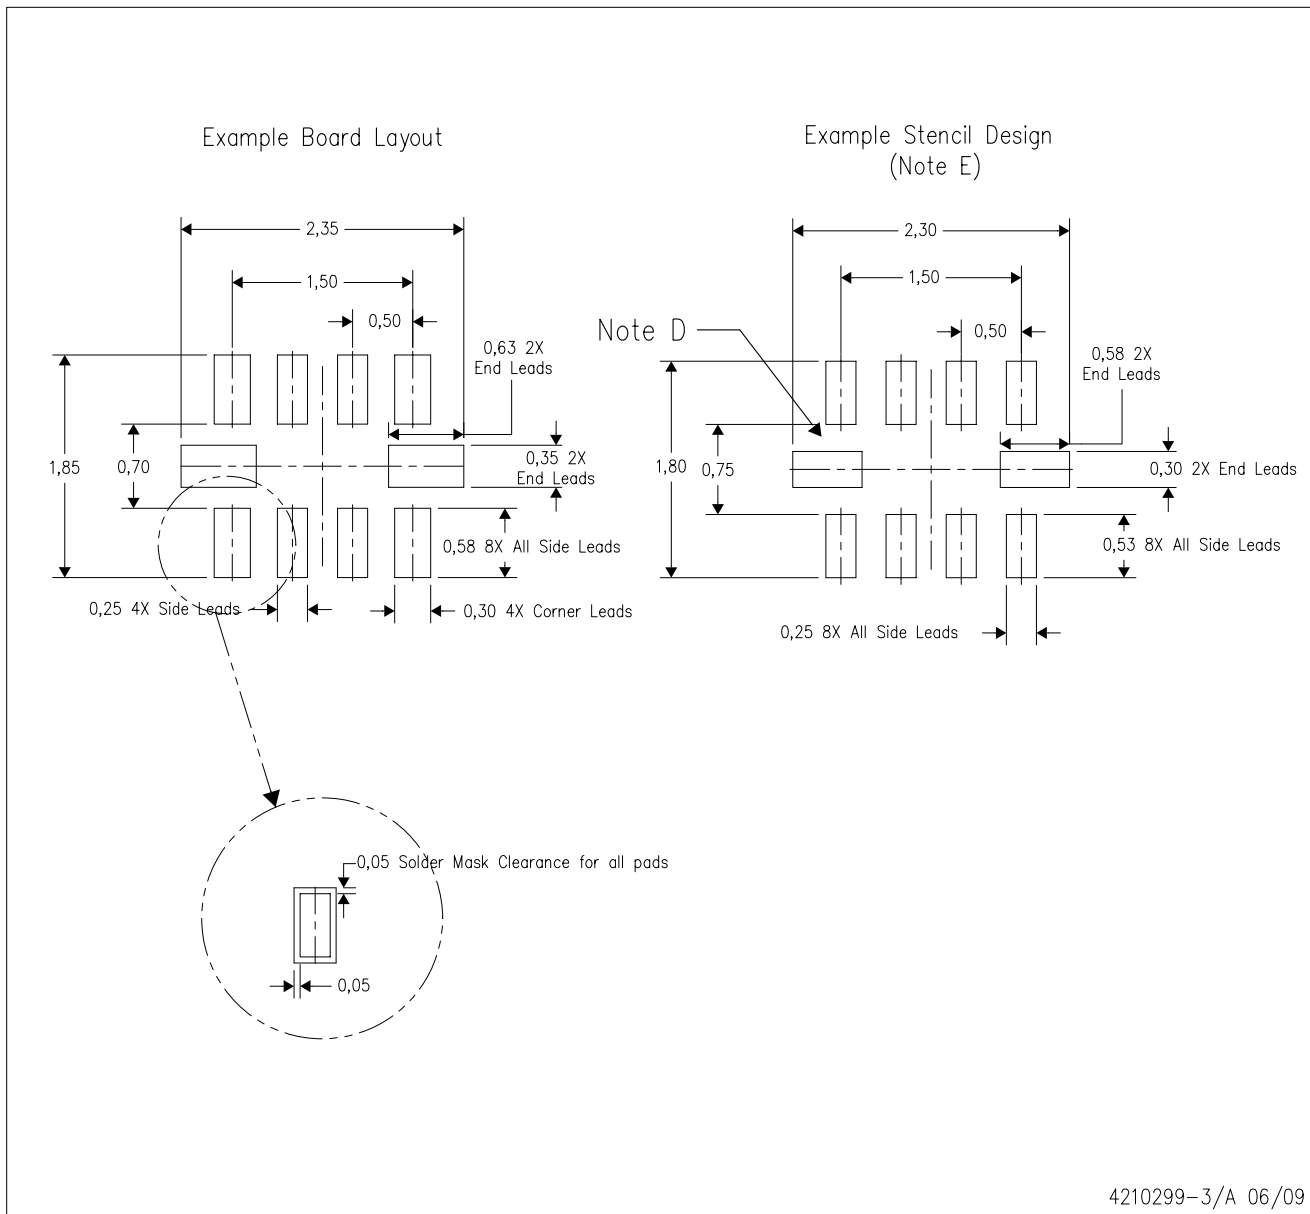 Example Board Layout
2,35
1,50
0,50
0,63 2X
End Leads
1,85
0,70
0,35 2X
End Leads
0,58 8X All Side Leads
0,25 4X Side Leads
0,30 4X Corner Leads
0,05 Solder Mask Clearance for all pads
0,05
Example Stencil Design
(Note E)
2,30
1,50
0,50
Note D
0,58 2X
End Leads
1,80
0,75
0,30 2X End Leads
0,53 8X All Side Leads
0,25 8X All Side Leads
4210299-3/A 06/09